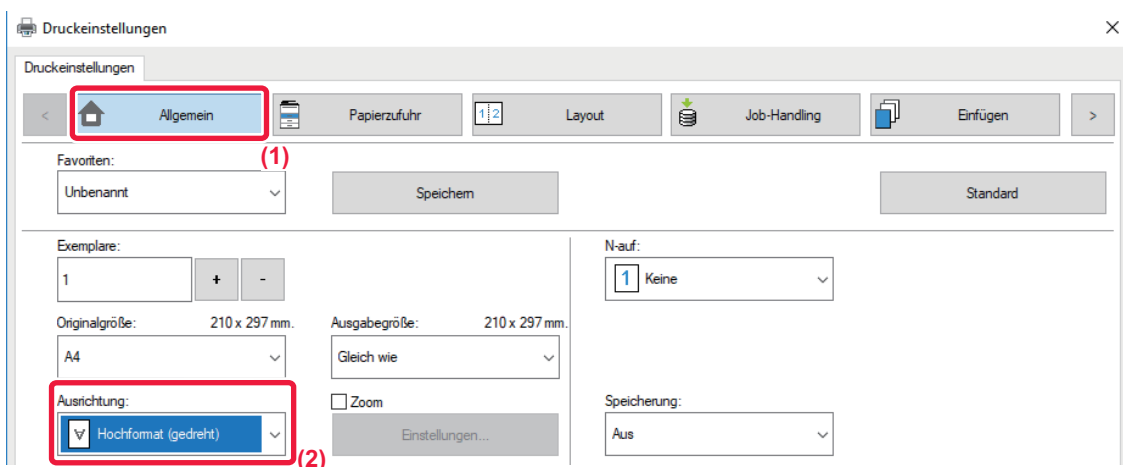 Druckeinstellungen
Druckeinstellungen
< Allgemein Papierzufuhr 1 2 Layout Job-Handling Einfügen >
(1)
Favoriten:
Unbenannt Speichern Standard
Exemplare: N-auf:
1 + - 1 Keine
Originalgröße: 210 x 297 mm. Ausgabegröße: 210 x 297 mm.
A4 Gleich wie
Ausrichtung: Zoom Speicherung:
A Hochformat (gedreht) Einstellungen... Aus
(2)